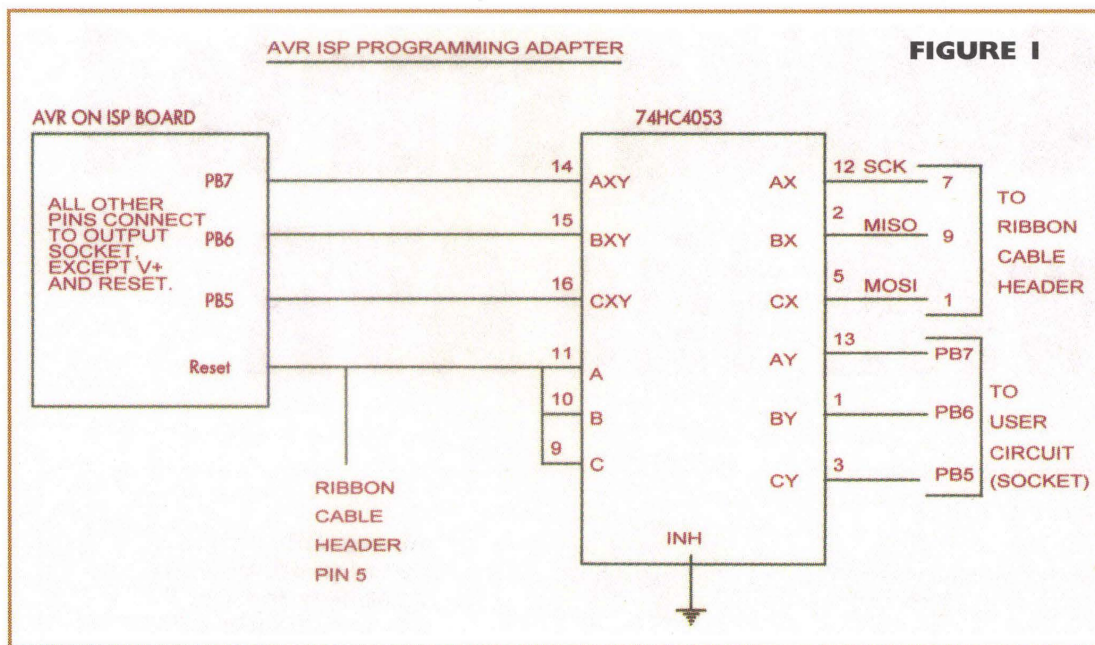 AVR ISP PROGRAMMING ADAPTER
FIGURE 1
AVR ON ISP BOARD
74HC4053
PB7
PB6
PB5
Reset
ALL OTHER
PINS CONNECT
TO OUTPUT
SOCKET,
EXCEPT V+
AND RESET.
14
15
16
11
10
9
AXY
BXY
CXY
A
B
C
AX
BX
CX
AY
BY
CY
INH
12 SCK
7
2
MISO
9
5
MOSI
1
13
PB7
1
PB6
3
PB5
TO
RIBBON
CABLE
HEADER
TO
USER
CIRCUIT
(SOCKET)
RIBBON
CABLE
HEADER
PIN 5